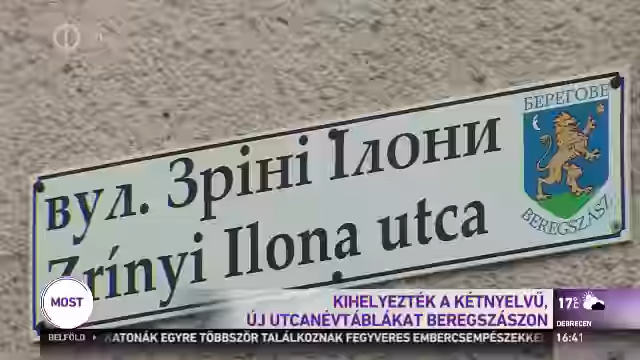 БЕРЕГОВЕ
вул. Зріні Ілони
Zrínyi Ilona utca
BEREGSZÁSZ
MOST
KIHELYEZTÉK A KÉTNYELVŰ,
ÚJ UTCANÉVTÁBLÁKAT BEREGSZÁSZON
17°C
DEBRECEN
BELFÖLD ▸ KATONÁK EGYRE TÖBBSZÖR TALÁLKOZNAK FEGYVERES EMBERCSEMPÉSZEKKEL
16:41